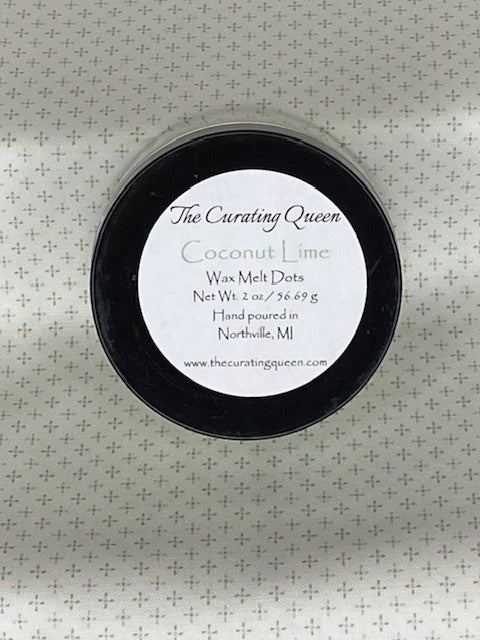 The Curating Queen
Coconut Lime
Wax Melt Dots
Net Wt. 2 oz / 56.69 g
Hand poured in
Northville, MI
www.thecuratingqueen.com